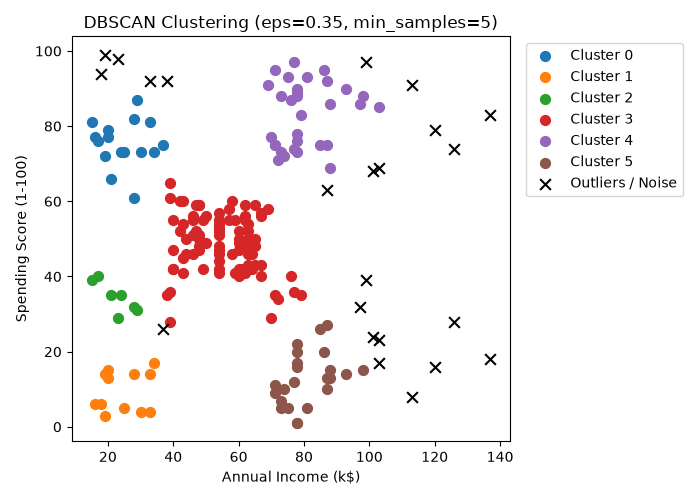 DBSCAN Clustering (eps=0.35, min_samples=5)
Cluster 0
Cluster 1
Cluster 2
Cluster 3
Cluster 4
Cluster 5
Outliers / Noise
Spending Score (1-100)
100
80
60
40
20
0
20 40 60 80 100 120 140
Annual Income (k$)